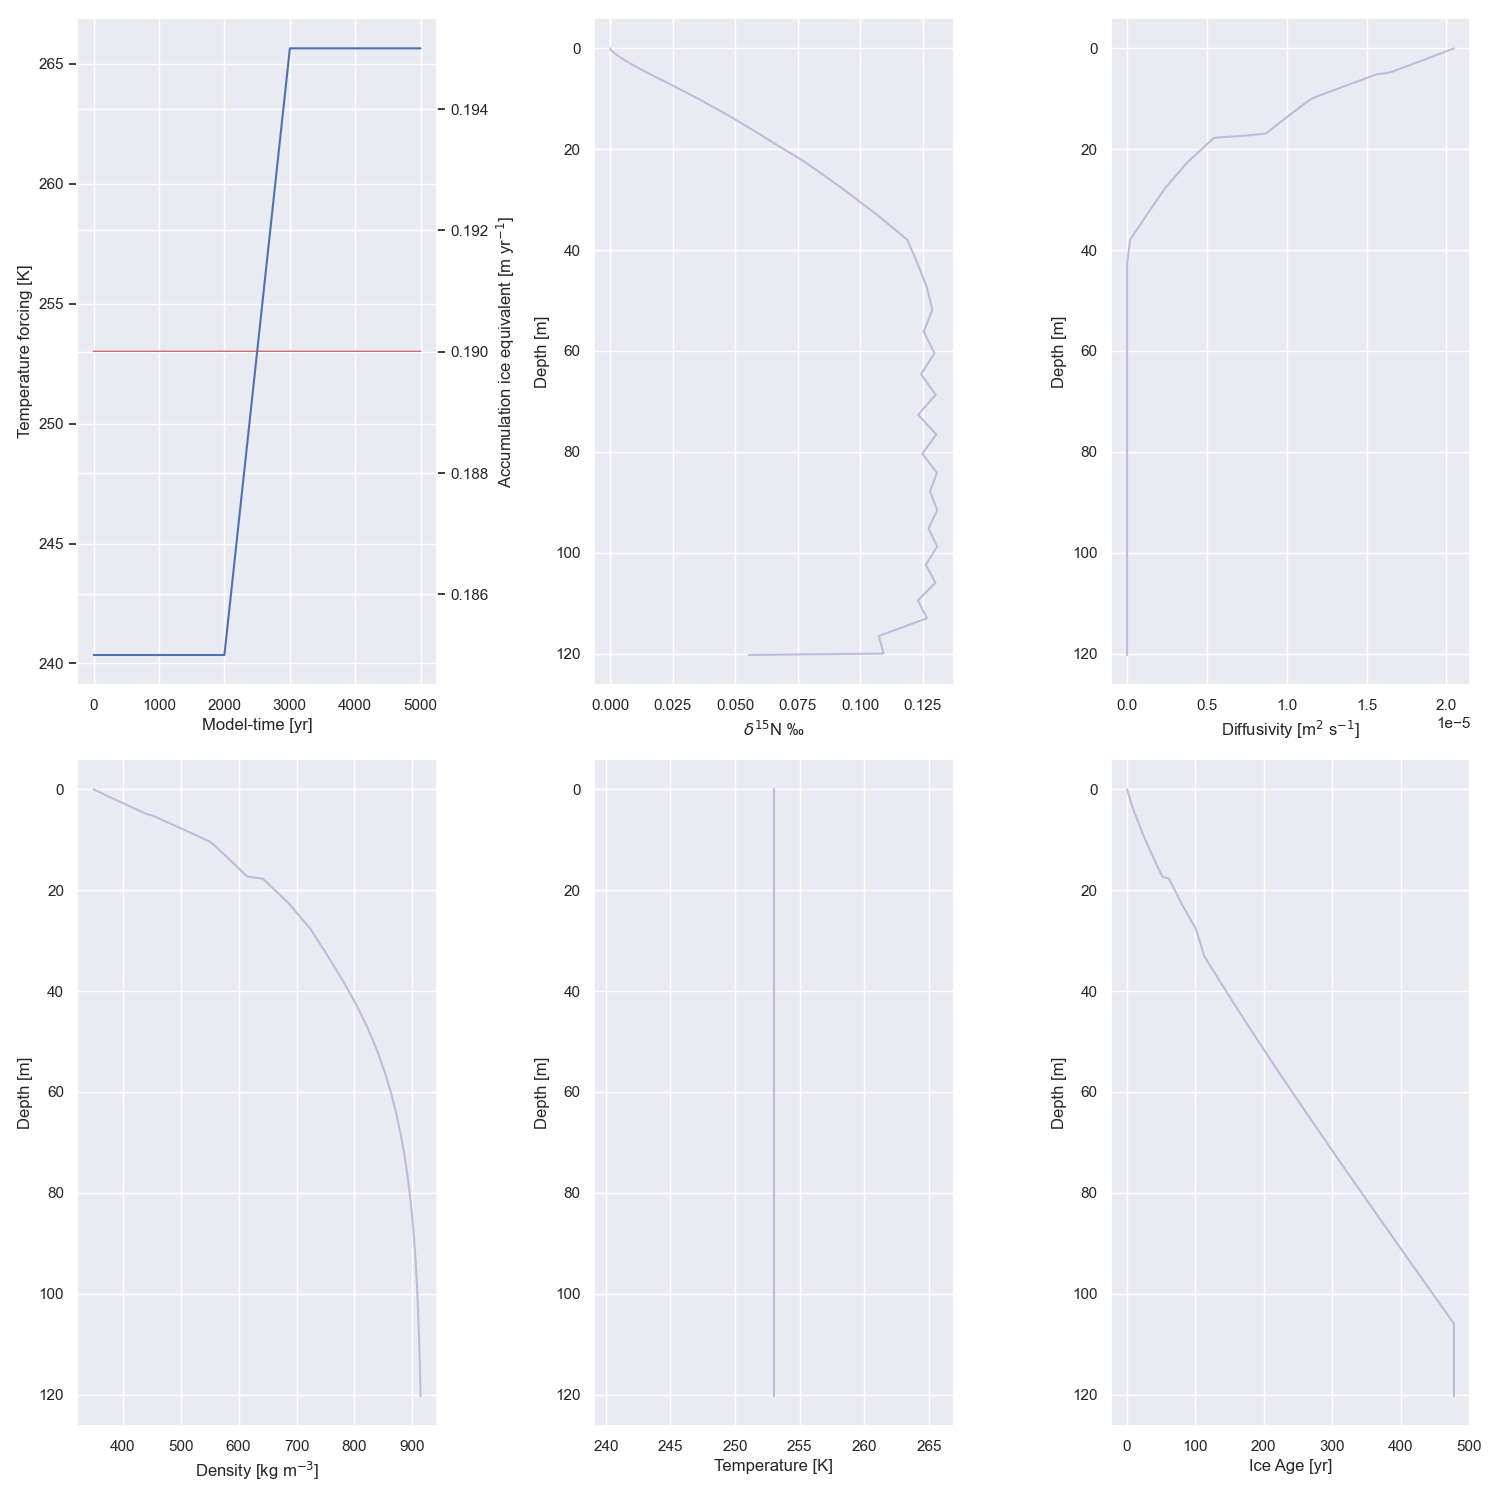 265
260
255
250
245
240
Temperature forcing [K]
0 1000 2000 3000 4000 5000
Model-time [yr]
0.194
0.192
0.190
0.188
0.186
Accumulation ice equivalent [m yr⁻¹]
0
20
40
60
80
100
120
Depth [m]
0.000 0.025 0.050 0.075 0.100 0.125
δ¹⁵N ‰
0
20
40
60
80
100
120
Depth [m]
0.0 0.5 1.0 1.5 2.0
1e−5
Diffusivity [m² s⁻¹]
0
20
40
60
80
100
120
Depth [m]
400 500 600 700 800 900
Density [kg m⁻³]
0
20
40
60
80
100
120
Depth [m]
240 245 250 255 260 265
Temperature [K]
0
20
40
60
80
100
120
Depth [m]
0 100 200 300 400 500
Ice Age [yr]